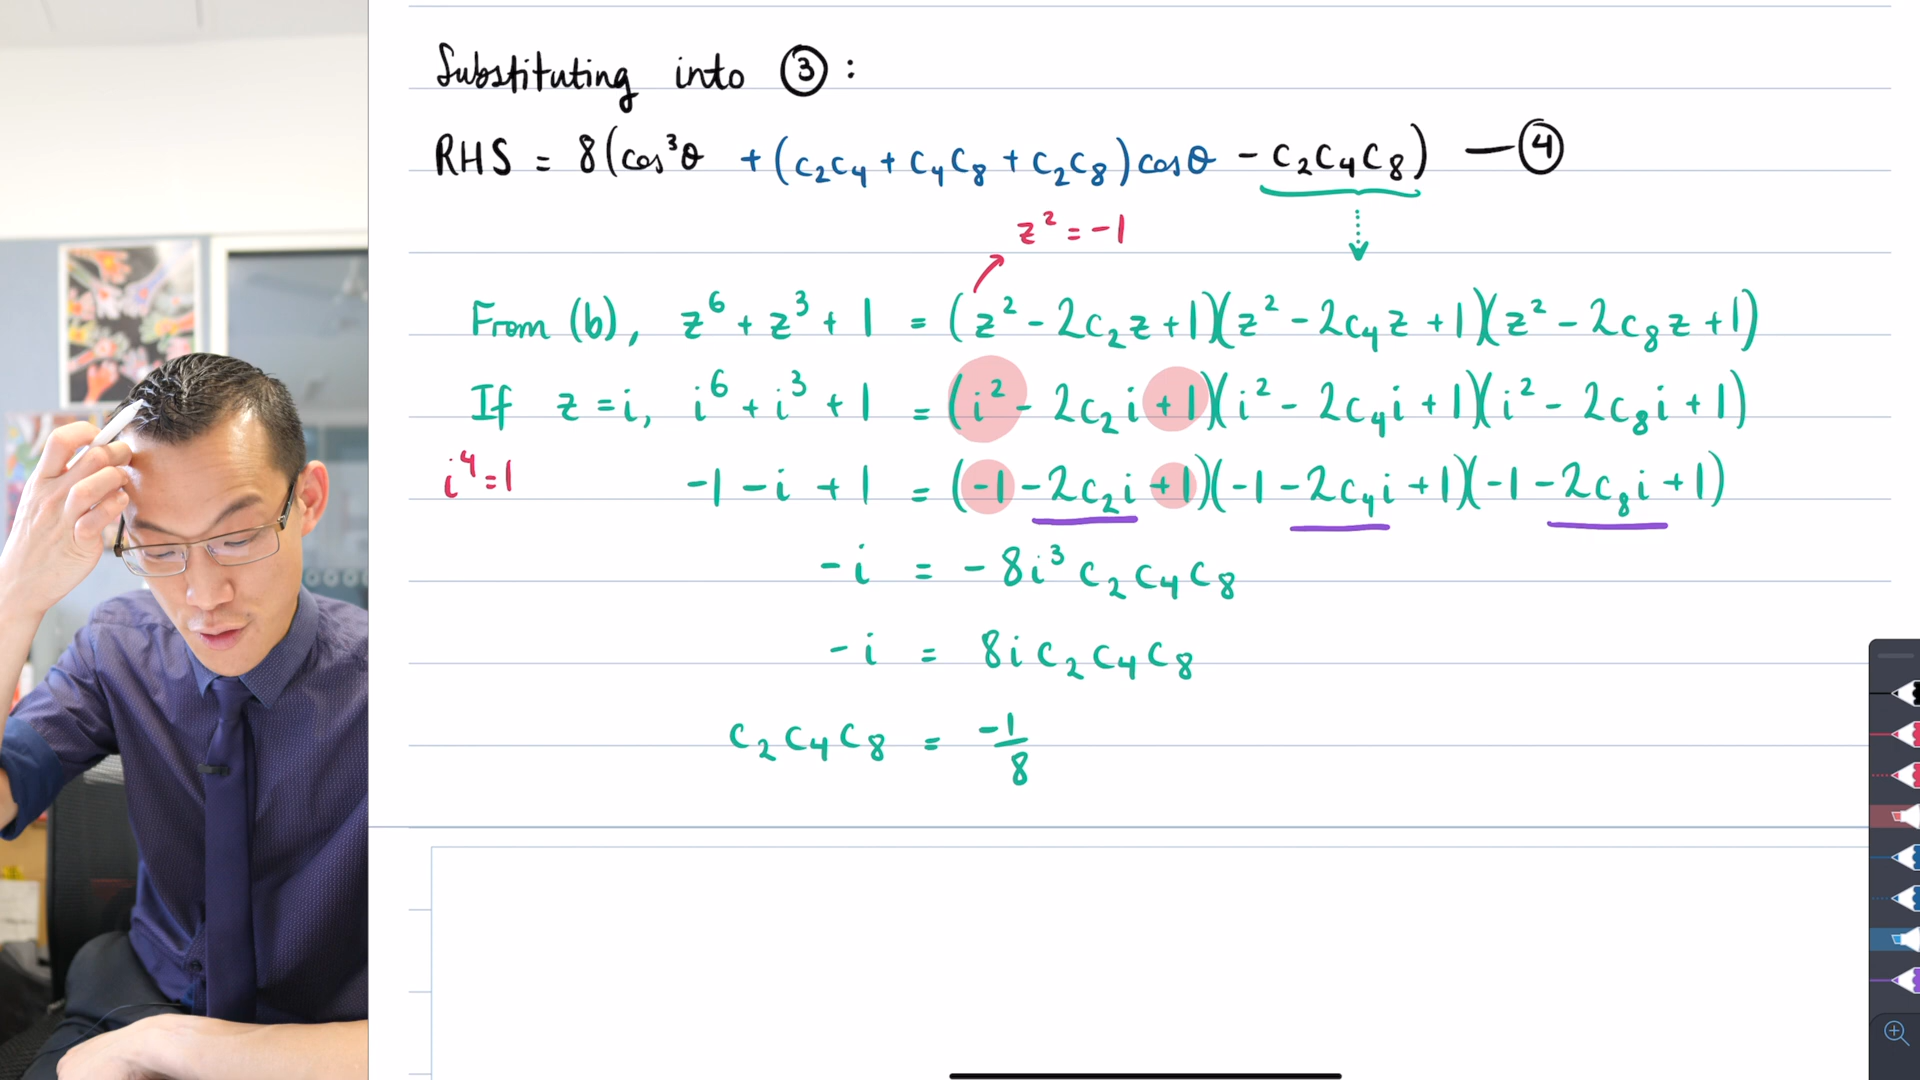 Substituting into ③ :
RHS = 8(cos³θ + (c₂c₄ + c₄c₈ + c₂c₈)cosθ - c₂c₄c₈) —④
z² = -1
From (b), z⁶ + z³ + 1 = (z² - 2c₂z + 1)(z² - 2c₄z + 1)(z² - 2c₈z + 1)
If z = i, i⁶ + i³ + 1 = (i² - 2c₂i + 1)(i² - 2c₄i + 1)(i² - 2c₈i + 1)
i⁴ = 1
-1 - i + 1 = (-1 - 2c₂i + 1)(-1 - 2c₄i + 1)(-1 - 2c₈i + 1)
-i = -8i³c₂c₄c₈
-i = 8ic₂c₄c₈
c₂c₄c₈ = -1/8